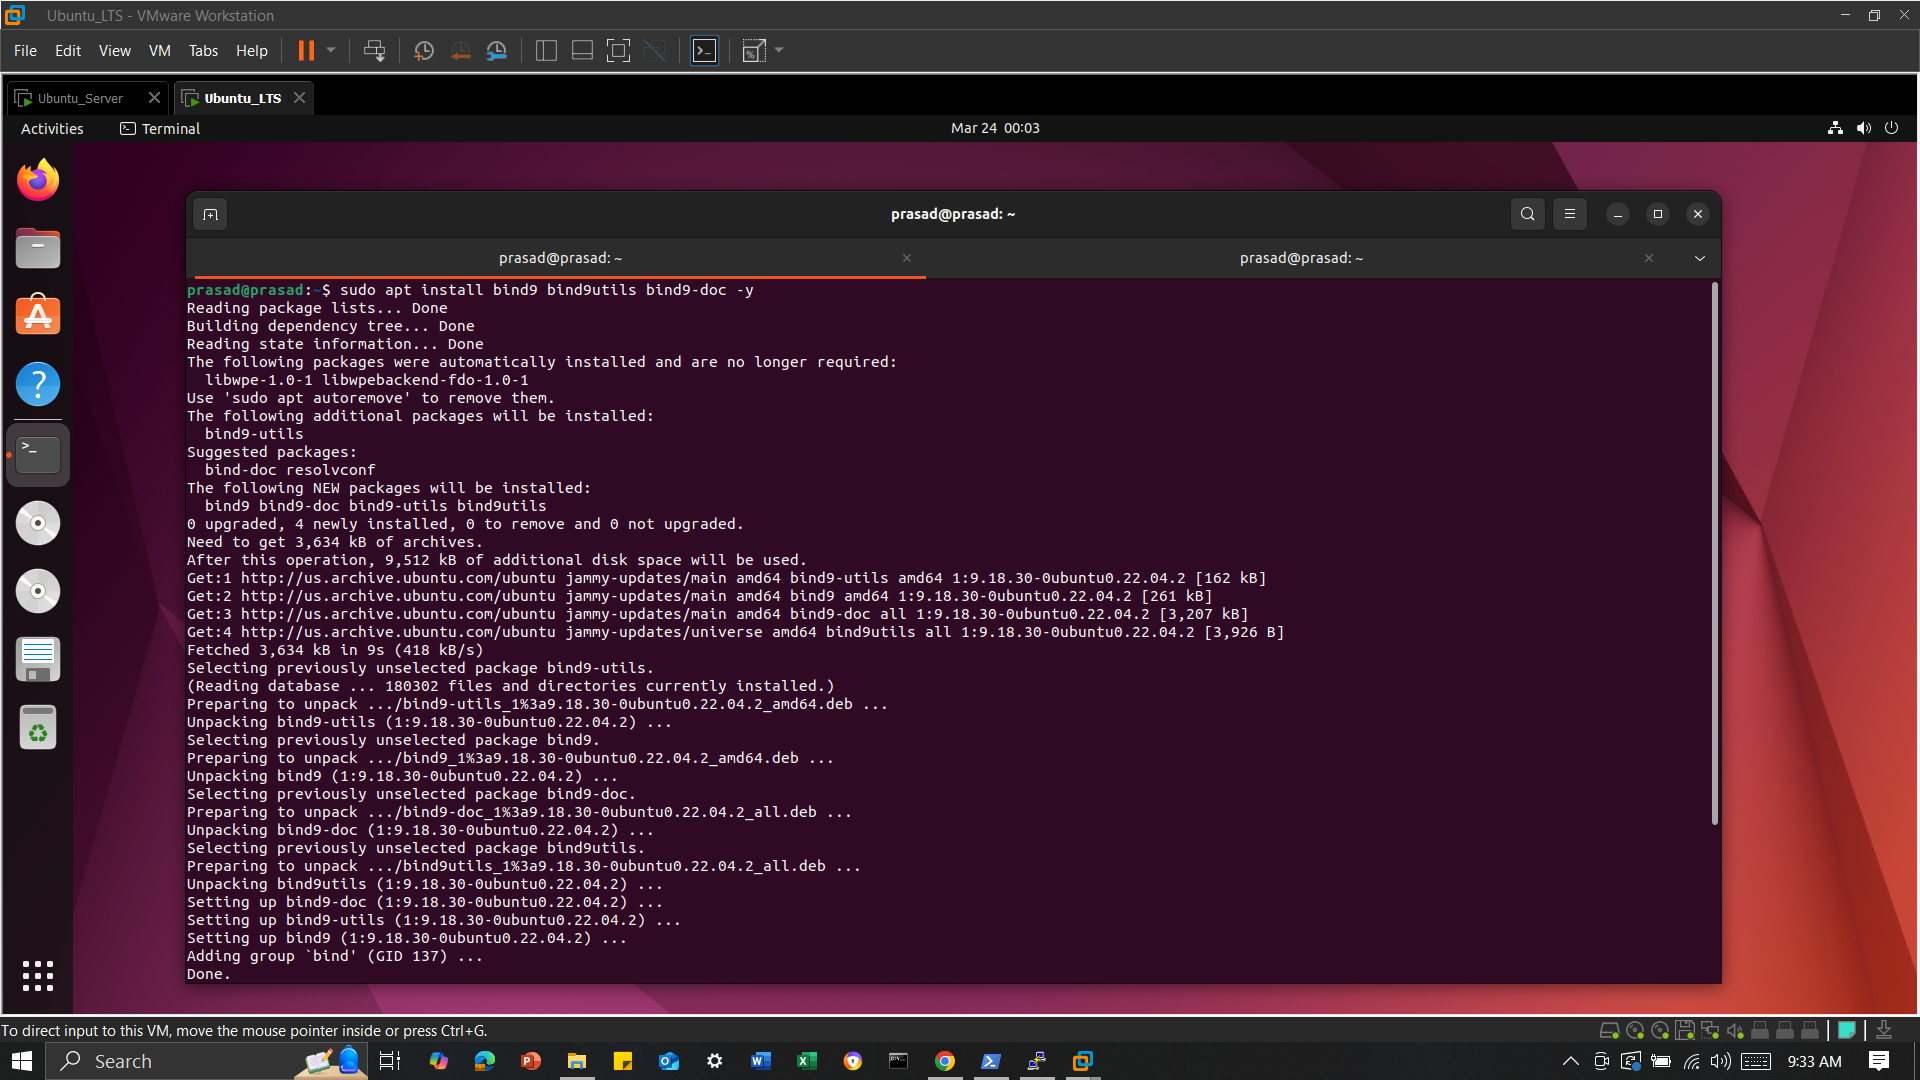 Ubuntu_LTS - VMware Workstation
File Edit View VM Tabs Help
Ubuntu_Server Ubuntu_LTS
Activities Terminal Mar 24 00:03
prasad@prasad: ~
prasad@prasad: ~ prasad@prasad: ~
prasad@prasad:~$ sudo apt install bind9 bind9utils bind9-doc -y
Reading package lists... Done
Building dependency tree... Done
Reading state information... Done
The following packages were automatically installed and are no longer required:
libwpe-1.0-1 libwpebackend-fdo-1.0-1
Use 'sudo apt autoremove' to remove them.
The following additional packages will be installed:
bind9-utils
Suggested packages:
bind-doc resolvconf
The following NEW packages will be installed:
bind9 bind9-doc bind9-utils bind9utils
0 upgraded, 4 newly installed, 0 to remove and 0 not upgraded.
Need to get 3,634 kB of archives.
After this operation, 9,512 kB of additional disk space will be used.
Get:1 http://us.archive.ubuntu.com/ubuntu jammy-updates/main amd64 bind9-utils amd64 1:9.18.30-0ubuntu0.22.04.2 [162 kB]
Get:2 http://us.archive.ubuntu.com/ubuntu jammy-updates/main amd64 bind9 amd64 1:9.18.30-0ubuntu0.22.04.2 [261 kB]
Get:3 http://us.archive.ubuntu.com/ubuntu jammy-updates/main amd64 bind9-doc all 1:9.18.30-0ubuntu0.22.04.2 [3,207 kB]
Get:4 http://us.archive.ubuntu.com/ubuntu jammy-updates/universe amd64 bind9utils all 1:9.18.30-0ubuntu0.22.04.2 [3,926 B]
Fetched 3,634 kB in 9s (418 kB/s)
Selecting previously unselected package bind9-utils.
(Reading database ... 180302 files and directories currently installed.)
Preparing to unpack .../bind9-utils_1%3a9.18.30-0ubuntu0.22.04.2_amd64.deb ...
Unpacking bind9-utils (1:9.18.30-0ubuntu0.22.04.2) ...
Selecting previously unselected package bind9.
Preparing to unpack .../bind9_1%3a9.18.30-0ubuntu0.22.04.2_amd64.deb ...
Unpacking bind9 (1:9.18.30-0ubuntu0.22.04.2) ...
Selecting previously unselected package bind9-doc.
Preparing to unpack .../bind9-doc_1%3a9.18.30-0ubuntu0.22.04.2_all.deb ...
Unpacking bind9-doc (1:9.18.30-0ubuntu0.22.04.2) ...
Selecting previously unselected package bind9utils.
Preparing to unpack .../bind9utils_1%3a9.18.30-0ubuntu0.22.04.2_all.deb ...
Unpacking bind9utils (1:9.18.30-0ubuntu0.22.04.2) ...
Setting up bind9-doc (1:9.18.30-0ubuntu0.22.04.2) ...
Setting up bind9-utils (1:9.18.30-0ubuntu0.22.04.2) ...
Setting up bind9 (1:9.18.30-0ubuntu0.22.04.2) ...
Adding group `bind' (GID 137) ...
Done.
To direct input to this VM, move the mouse pointer inside or press Ctrl+G.
Search 9:33 AM